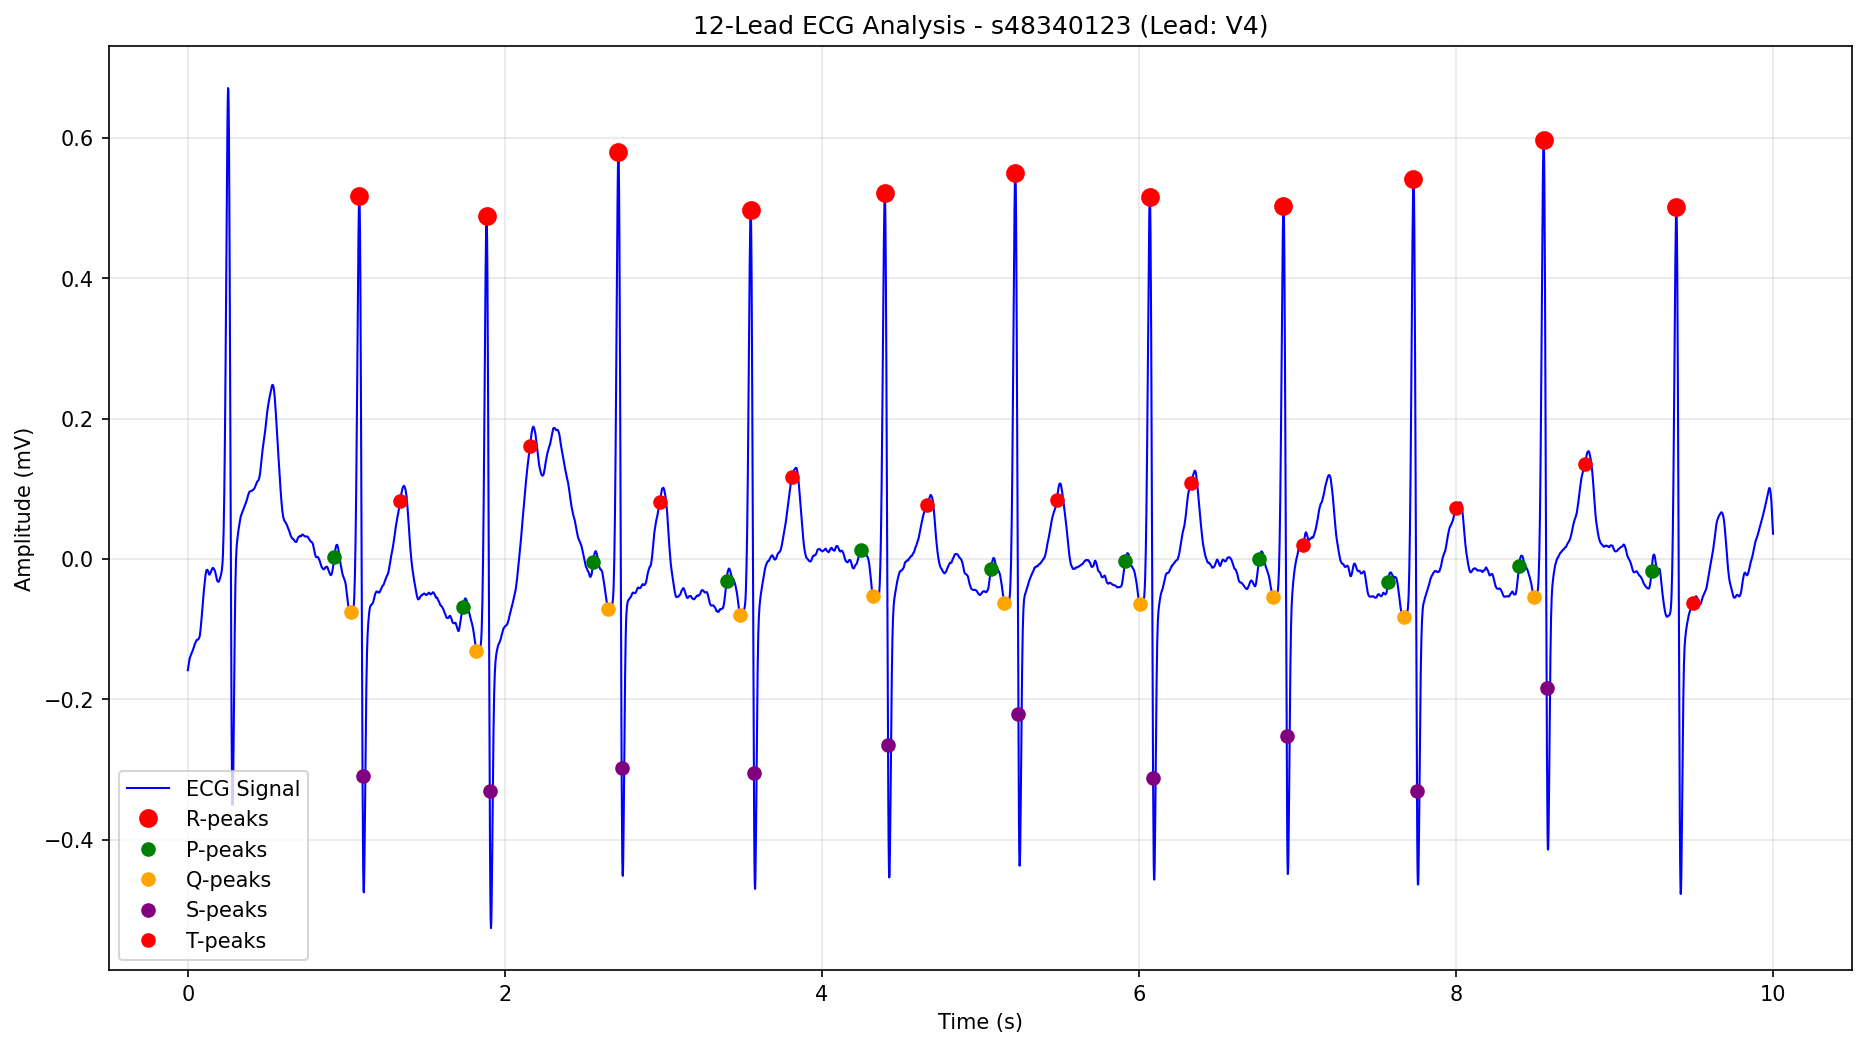 12-Lead ECG Analysis - s48340123 (Lead: V4)
Amplitude (mV)
0.6
0.4
0.2
0.0
−0.2
−0.4
ECG Signal
R-peaks
P-peaks
Q-peaks
S-peaks
T-peaks
0 2 4 6 8 10
Time (s)